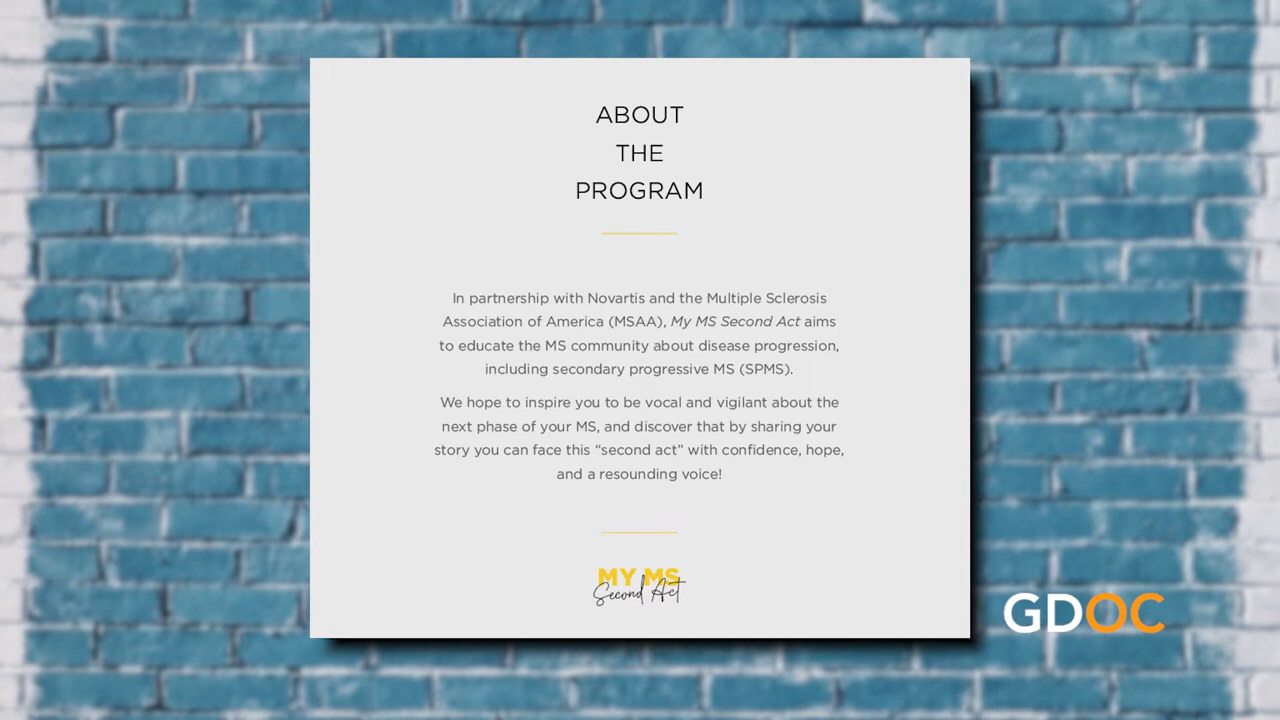 ABOUT
THE
PROGRAM
In partnership with Novartis and the Multiple Sclerosis
Association of America (MSAA), My MS Second Act aims
to educate the MS community about disease progression,
including secondary progressive MS (SPMS).
We hope to inspire you to be vocal and vigilant about the
next phase of your MS, and discover that by sharing your
story you can face this “second act” with confidence, hope,
and a resounding voice!
MY MS
Second Act
GDOC